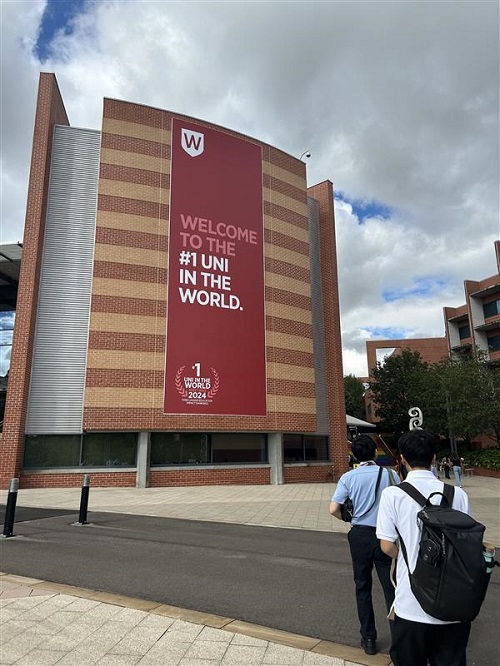 W
WELCOME
TO THE
#1 UNI
IN THE
WORLD.
#1
UNI IN THE
WORLD
2024